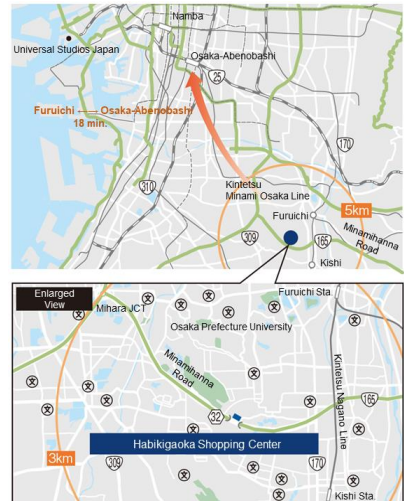 Namba
Universal Studios Japan
Osaka-Abenobashi
25
Furuichi ⟷ Osaka-Abenobashi
18 min.
170
310
Kintetsu
Minami Osaka Line
5km
Furuichi
309
165
Minamihanna
Road
Kishi
Enlarged
View
Furuichi Sta.
文
Mihara JCT
Osaka Prefecture University
Minamihanna
Road
Kintetsu Nagano Line
165
32
Habikigaoka Shopping Center
3km
309
170
Kishi Sta.